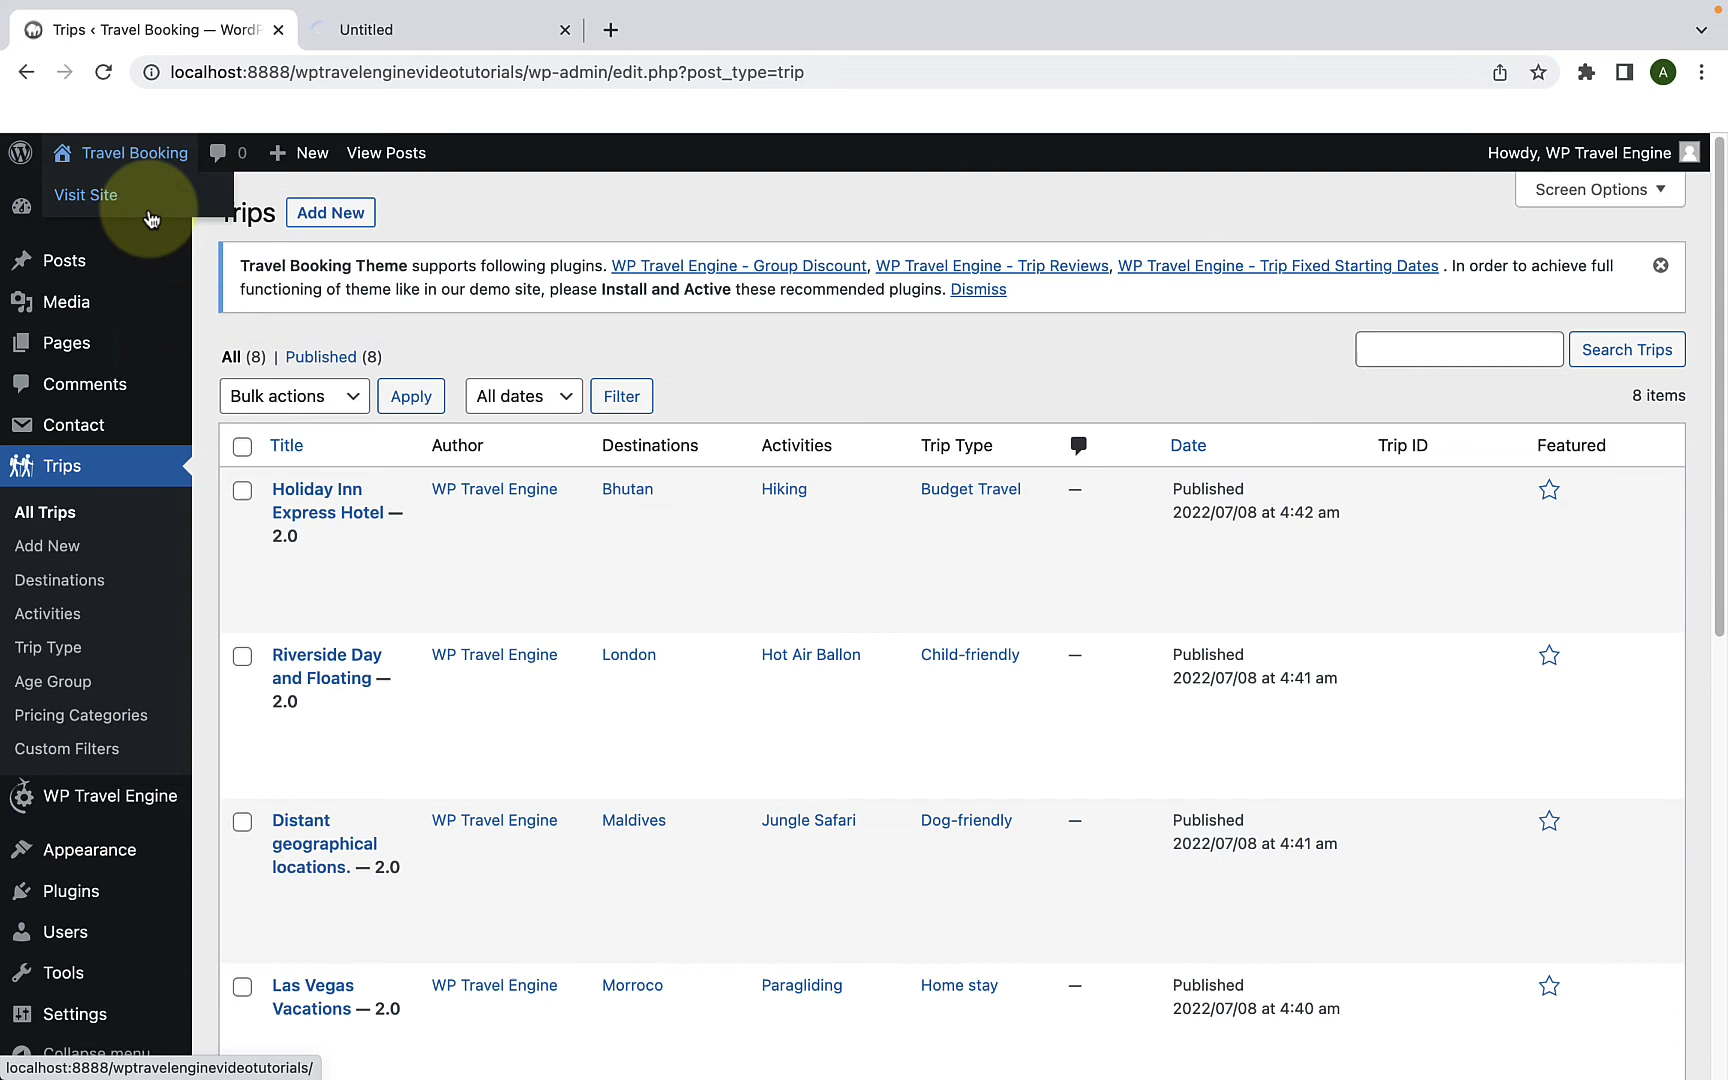 Trips ‹ Travel Booking — WordP
Untitled
localhost:8888/wptravelenginevideotutorials/wp-admin/edit.php?post_type=trip
A
Travel Booking
0
New
View Posts
Howdy, WP Travel Engine
Visit Site
Screen Options
Trips
Add New
Posts
Media
Pages
Comments
Contact
Trips
All Trips
Add New
Destinations
Activities
Trip Type
Age Group
Pricing Categories
Custom Filters
WP Travel Engine
Appearance
Plugins
Users
Tools
Settings
Collapse menu
Travel Booking Theme supports following plugins. WP Travel Engine - Group Discount, WP Travel Engine - Trip Reviews, WP Travel Engine - Trip Fixed Starting Dates . In order to achieve full
functioning of theme like in our demo site, please Install and Active these recommended plugins. Dismiss
All (8) | Published (8)
Search Trips
Bulk actions
Apply
All dates
Filter
8 items
Title Author Destinations Activities Trip Type Date Trip ID Featured
Holiday Inn WP Travel Engine Bhutan Hiking Budget Travel — Published
Express Hotel — 2022/07/08 at 4:42 am
2.0
Riverside Day WP Travel Engine London Hot Air Ballon Child-friendly — Published
and Floating — 2022/07/08 at 4:41 am
2.0
Distant WP Travel Engine Maldives Jungle Safari Dog-friendly — Published
geographical 2022/07/08 at 4:41 am
locations. — 2.0
Las Vegas WP Travel Engine Morroco Paragliding Home stay — Published
Vacations — 2.0 2022/07/08 at 4:40 am
localhost:8888/wptravelenginevideotutorials/